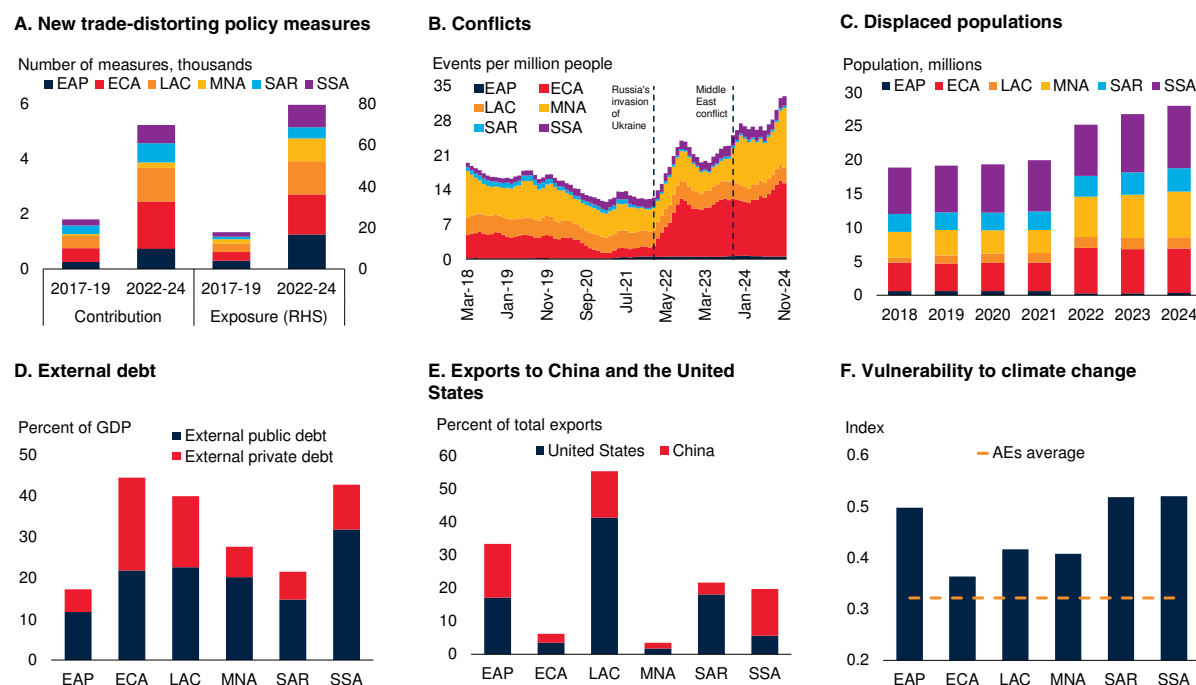 A. New trade-distorting policy measures
Number of measures, thousands
EAP ECA LAC MNA SAR SSA
6
4
2
0
80
60
40
20
0
2017-19 2022-24 2017-19 2022-24
Contribution Exposure (RHS)
B. Conflicts
Events per million people
EAP ECA
LAC MNA
SAR SSA
Russia's
invasion
of
Ukraine
Middle
East
conflict
35
28
21
14
7
0
Mar-18
Jan-19
Nov-19
Sep-20
Jul-21
May-22
Mar-23
Jan-24
Nov-24
C. Displaced populations
Population, millions
EAP ECA LAC MNA SAR SSA
30
25
20
15
10
5
0
2018 2019 2020 2021 2022 2023 2024
D. External debt
Percent of GDP
External public debt
External private debt
50
40
30
20
10
0
EAP ECA LAC MNA SAR SSA
E. Exports to China and the United
States
Percent of total exports
United States China
60
50
40
30
20
10
0
EAP ECA LAC MNA SAR SSA
F. Vulnerability to climate change
Index
AEs average
0.6
0.5
0.4
0.3
0.2
EAP ECA LAC MNA SAR SSA